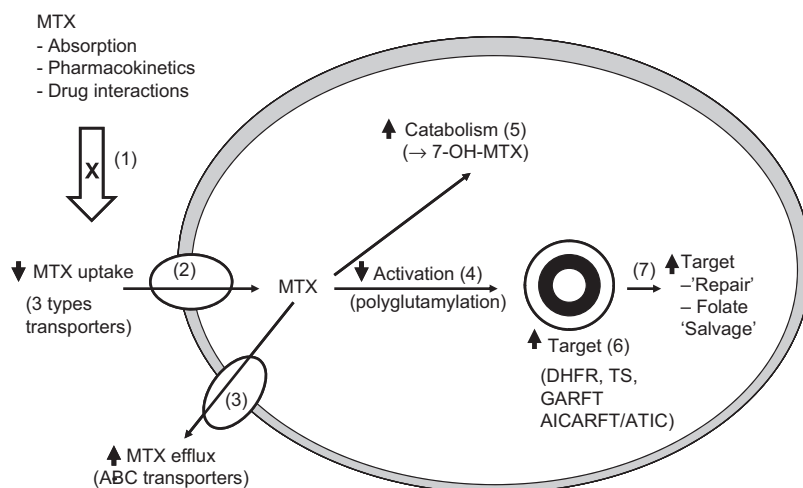 MTX
- Absorption
- Pharmacokinetics
- Drug interactions
X
(1)
Catabolism (5)
(→ 7-OH-MTX)
MTX uptake
(3 types
transporters)
(2)
MTX
Activation (4)
(polyglutamylation)
(7)
Target
–'Repair'
– Folate
'Salvage'
Target (6)
(DHFR, TS,
GARFT
AICARFT/ATIC)
(3)
MTX efflux
(ABC transporters)